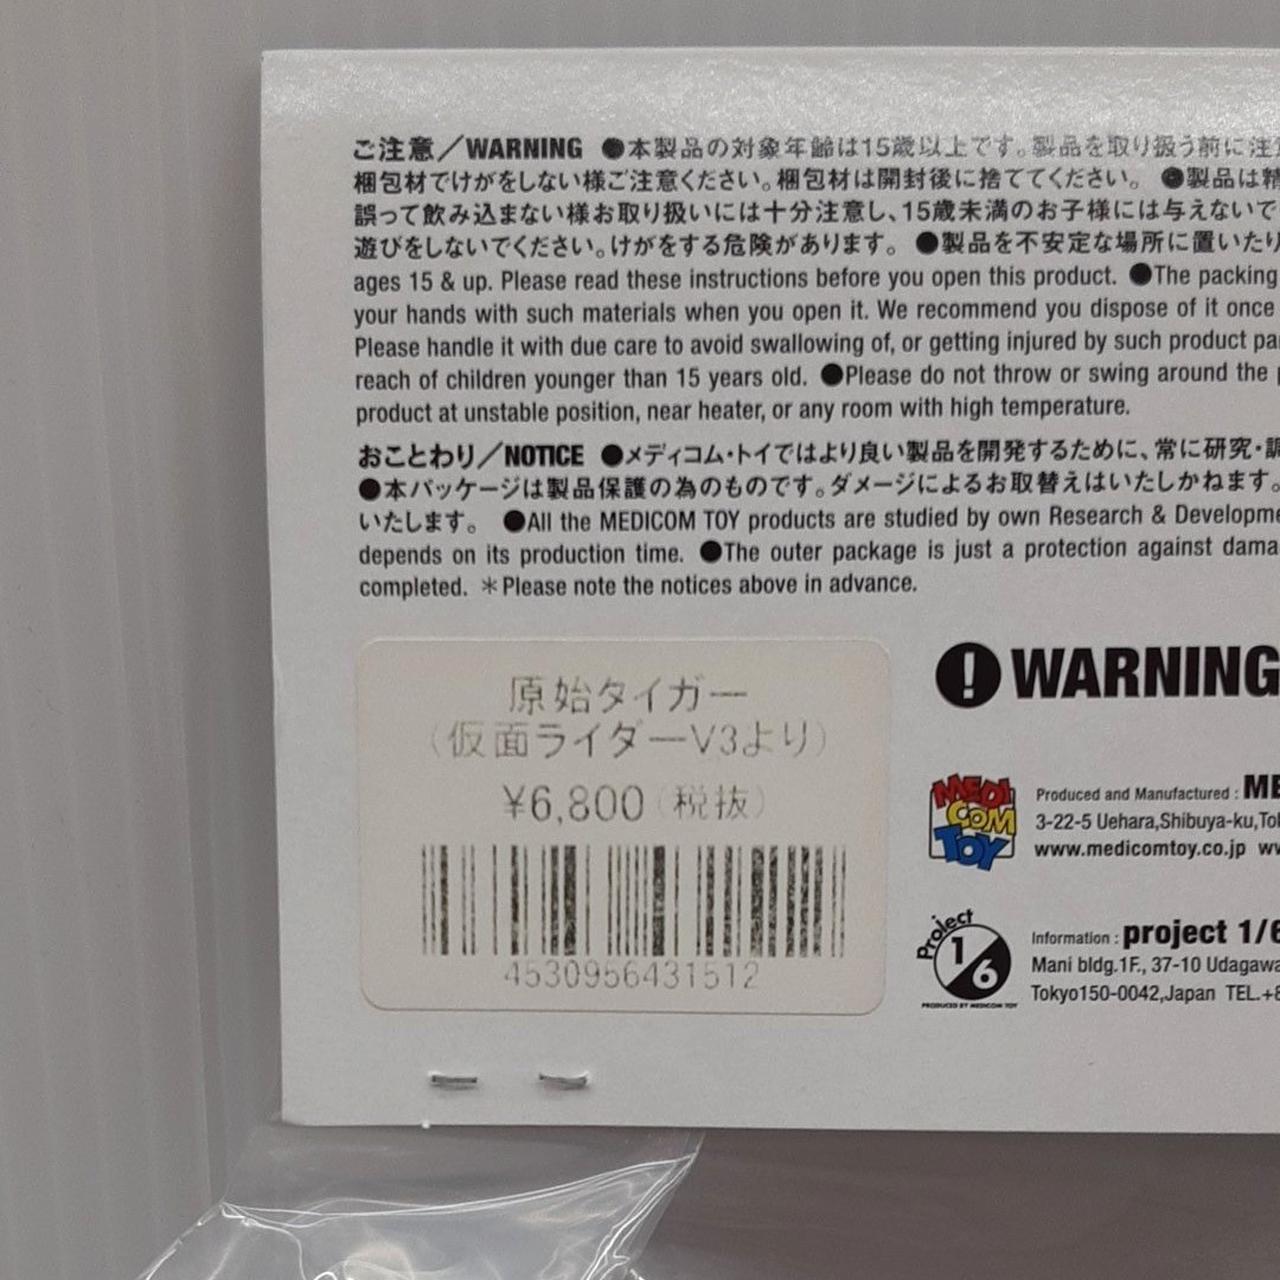 ご注意／WARNING ●本製品の対象年齢は15歳以上です。製品を取り扱う前に注意
梱包材でけがをしない様ご注意ください。梱包材は開封後に捨ててください。 ●製品は精
誤って飲み込まない様お取り扱いには十分注意し、15歳未満のお子様には与えないで
遊びをしないでください。けがをする危険があります。 ●製品を不安定な場所に置いたり
ages 15 & up. Please read these instructions before you open this product. ●The packing
your hands with such materials when you open it. We recommend you dispose of it once
Please handle it with due care to avoid swallowing of, or getting injured by such product pa
reach of children younger than 15 years old. ●Please do not throw or swing around the
product at unstable position, near heater, or any room with high temperature.
おことわり／NOTICE ●メディコム・トイではより良い製品を開発するために、常に研究・調
●本パッケージは製品保護の為のものです。ダメージによるお取替えはいたしかねます。
いたします。 ●All the MEDICOM TOY products are studied by own Research & Developme
depends on its production time. ●The outer package is just a protection against dama
completed. ＊Please note the notices above in advance.
原始タイガー
(仮面ライダーV3より)
¥6,800(税抜)
4530956431512
WARNING
MEDI
COM
TOY
Produced and Manufactured : ME
3-22-5 Uehara,Shibuya-ku,To
www.medicomtoy.co.jp
Project
1/6
PRODUCED BY MEDICOM TOY
Information : project 1/6
Mani bldg.1F., 37-10 Udagawa
Tokyo150-0042,Japan TEL.+8